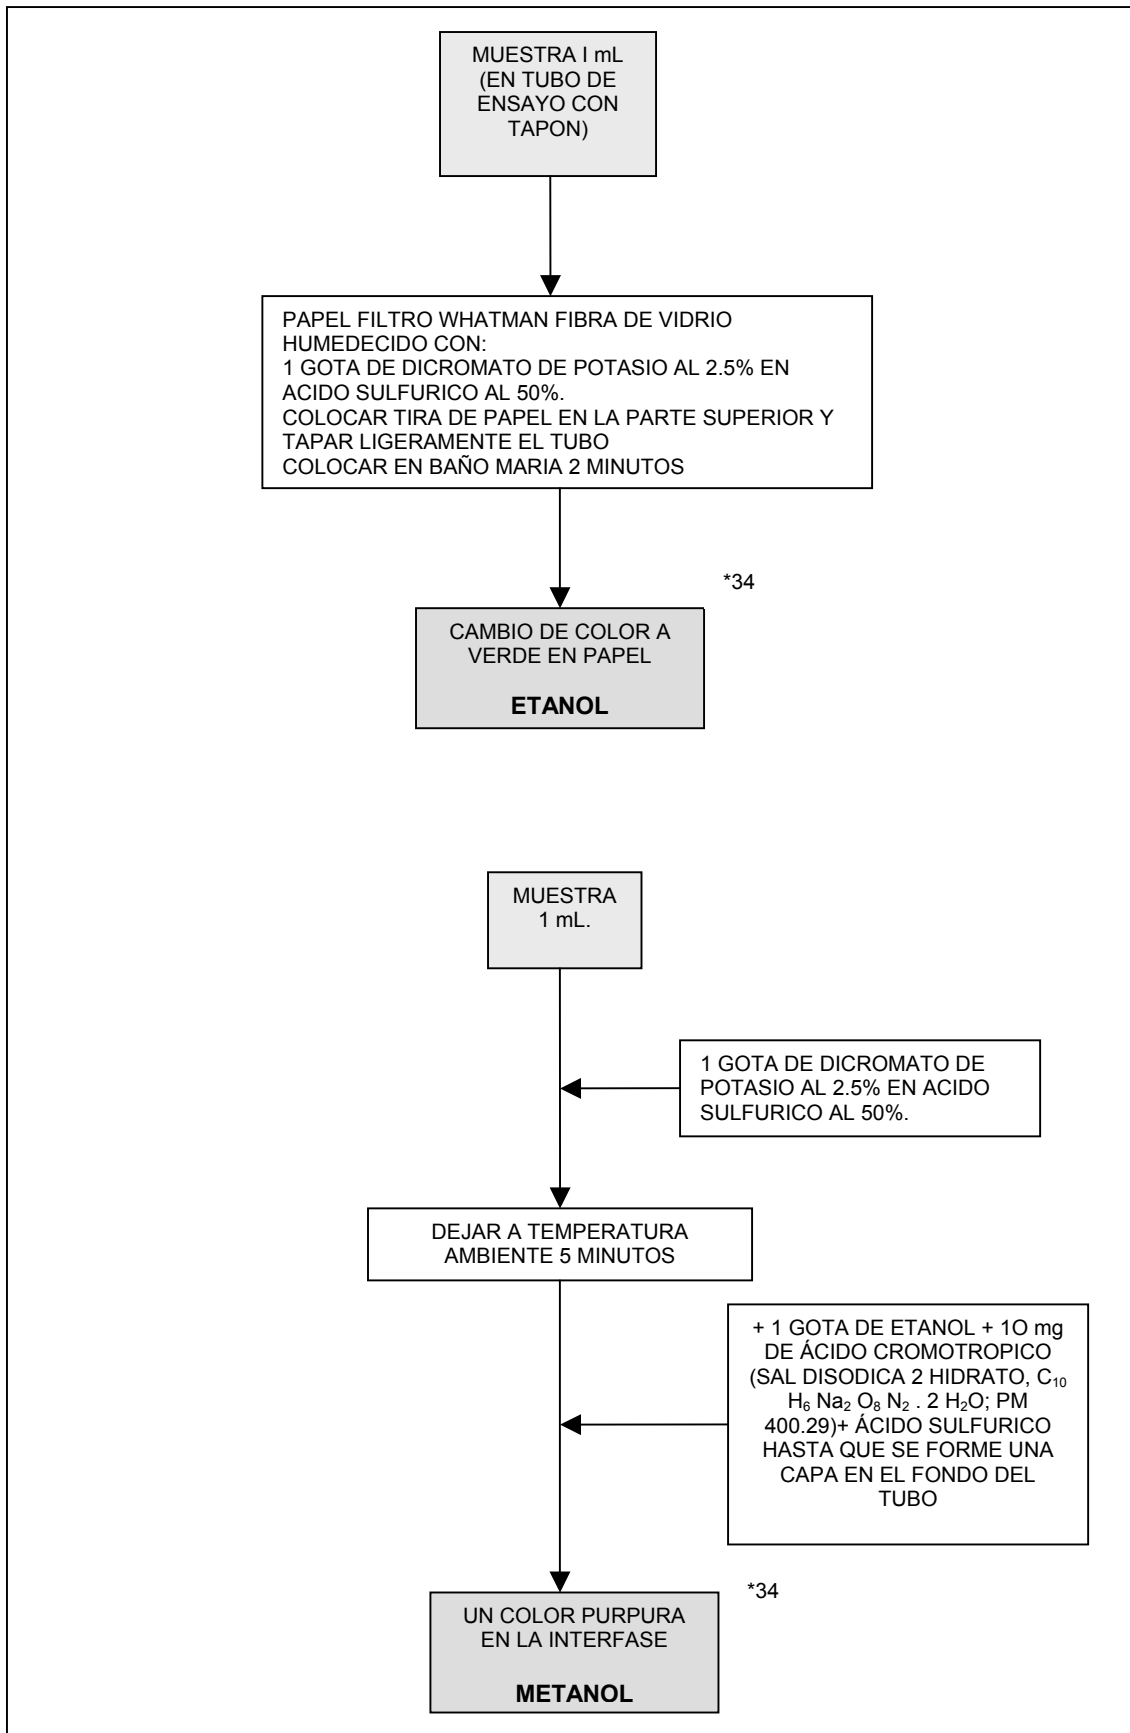 MUESTRA I mL
(EN TUBO DE
ENSAYO CON
TAPON)
PAPEL FILTRO WHATMAN FIBRA DE VIDRIO
HUMEDECIDO CON:
1 GOTA DE DICROMATO DE POTASIO AL 2.5% EN
ACIDO SULFURICO AL 50%.
COLOCAR TIRA DE PAPEL EN LA PARTE SUPERIOR Y
TAPAR LIGERAMENTE EL TUBO
COLOCAR EN BAÑO MARIA 2 MINUTOS
*34
CAMBIO DE COLOR A
VERDE EN PAPEL
ETANOL
MUESTRA
1 mL.
1 GOTA DE DICROMATO DE
POTASIO AL 2.5% EN ACIDO
SULFURICO AL 50%.
DEJAR A TEMPERATURA
AMBIENTE 5 MINUTOS
+ 1 GOTA DE ETANOL + 1O mg
DE ÁCIDO CROMOTROPICO
(SAL DISODICA 2 HIDRATO, C₁₀
H₆ Na₂ O₈ N₂ . 2 H₂O; PM
400.29)+ ÁCIDO SULFURICO
HASTA QUE SE FORME UNA
CAPA EN EL FONDO DEL
TUBO
*34
UN COLOR PURPURA
EN LA INTERFASE
METANOL